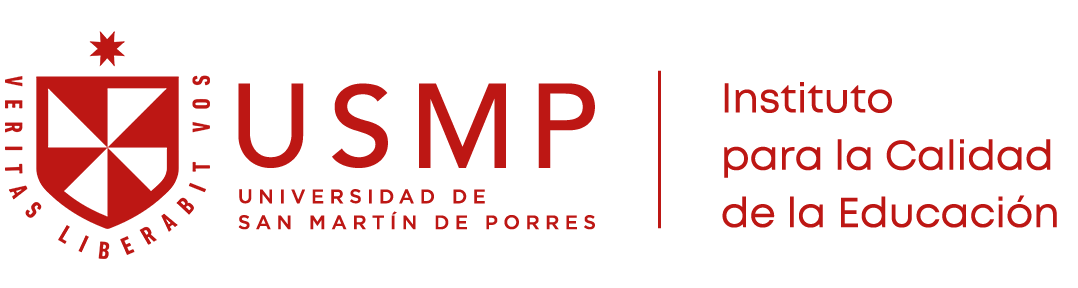 VERITAS LIBERABIT VOS
USMP
UNIVERSIDAD DE
SAN MARTÍN DE PORRES
Instituto
para la Calidad
de la Educación